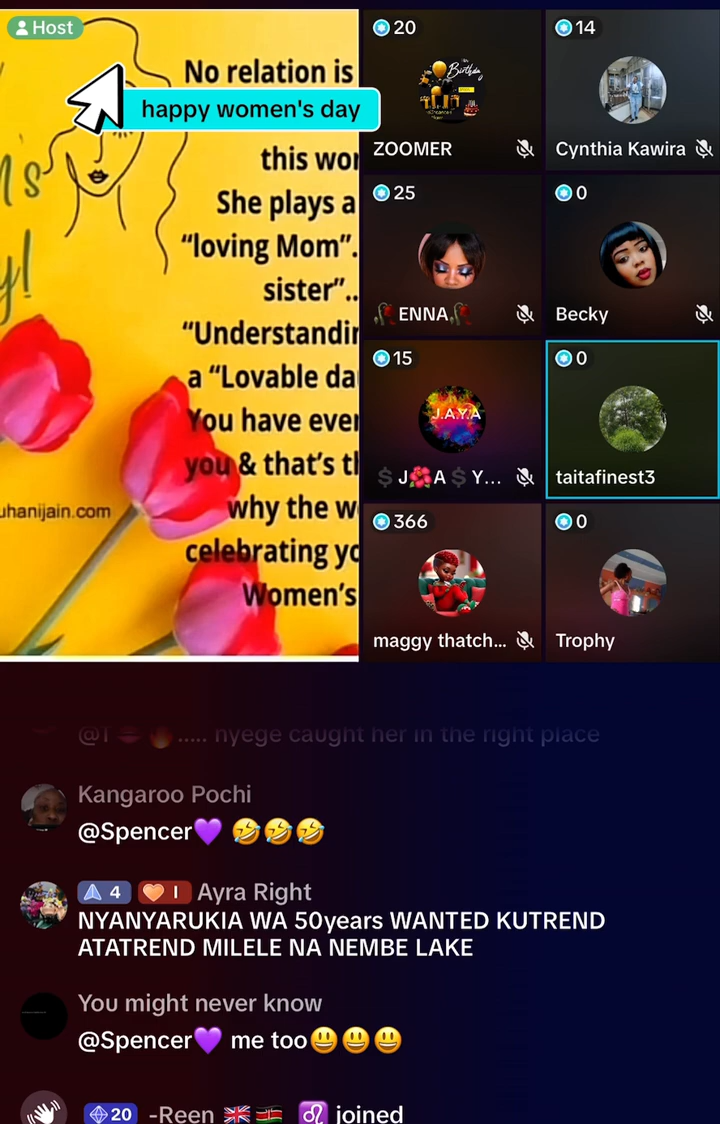 Host
No relation is
happy women's day
this wor
She plays a
“loving Mom”.
sister”..
“Understandin
a “Lovable da
You have ever
you & that’s th
why the w
celebrating yo
Women’s
n's
y!
uhanijain.com
20
Birthday
ZOOMER
14
Cynthia Kawira
25
🥀ENNA🥀
0
Becky
15
J.A.Y.A
$J🌺A$Y...
0
taitafinest3
366
maggy thatch...
0
Trophy
..... nyege caught her in the right place
Kangaroo Pochi
@Spencer💜 🤣🤣🤣
4 I Ayra Right
NYANYARUKIA WA 50years WANTED KUTREND
ATATREND MILELE NA NEMBE LAKE
You might never know
@Spencer💜 me too😃😃😃
20 -Reen 🇬🇧🇰🇪 ♌ joined